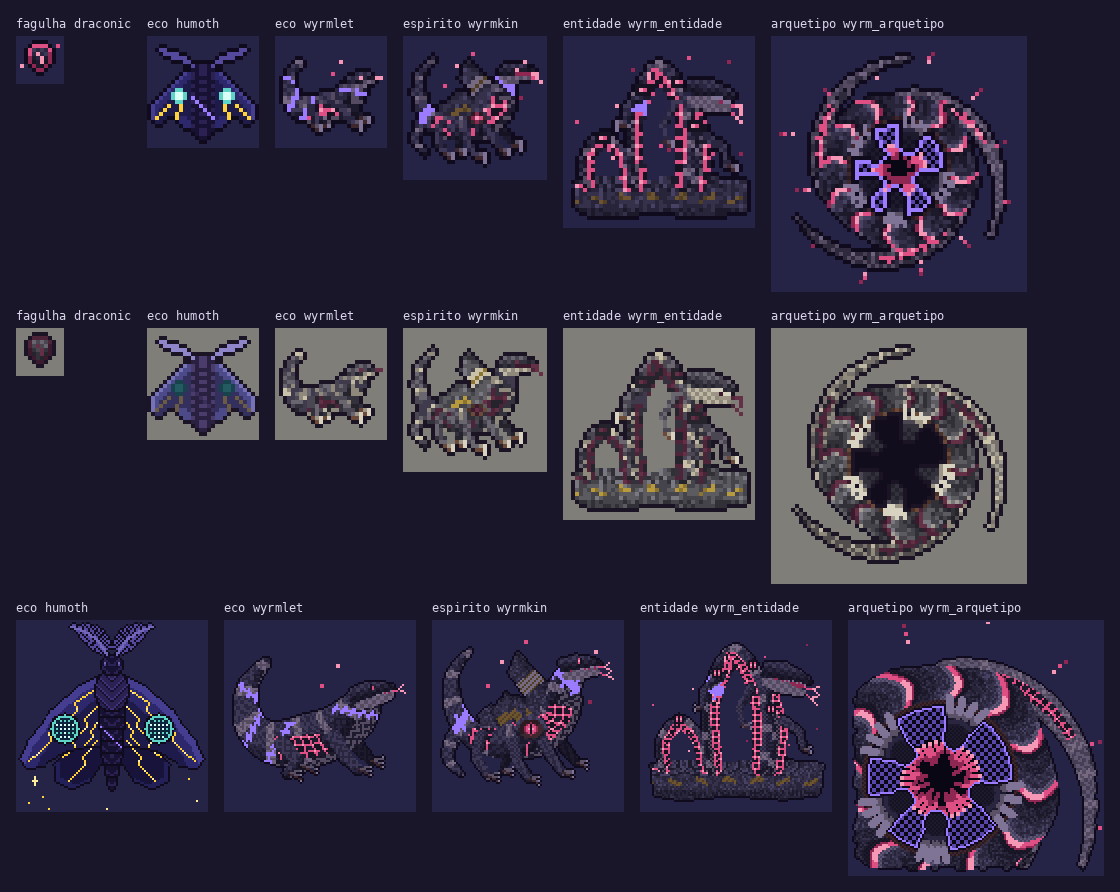 fagulha draconic
eco humoth
eco wyrmlet
espirito wyrmkin
entidade wyrm_entidade
arquetipo wyrm_arquetipo
fagulha draconic
eco humoth
eco wyrmlet
espirito wyrmkin
entidade wyrm_entidade
arquetipo wyrm_arquetipo
eco humoth
eco wyrmlet
espirito wyrmkin
entidade wyrm_entidade
arquetipo wyrm_arquetipo